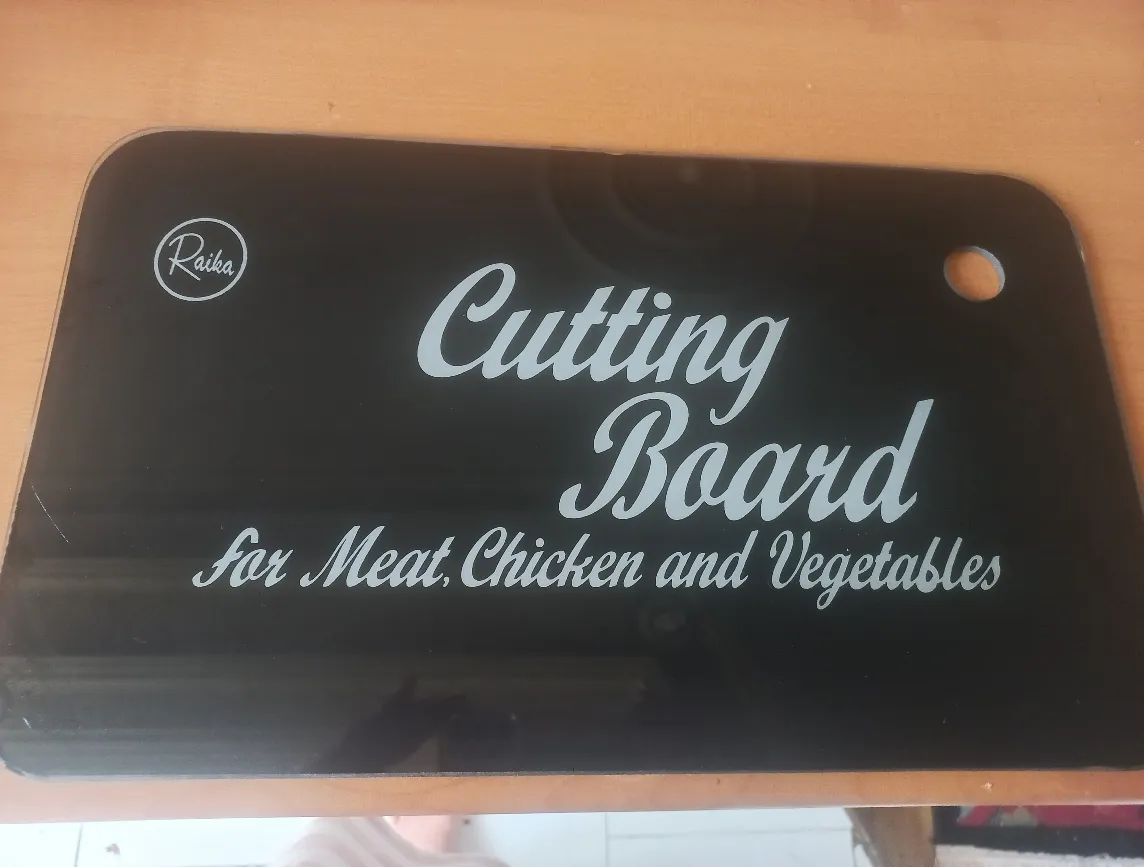 Raika
Cutting
Board
for Meat, Chicken and Vegetables